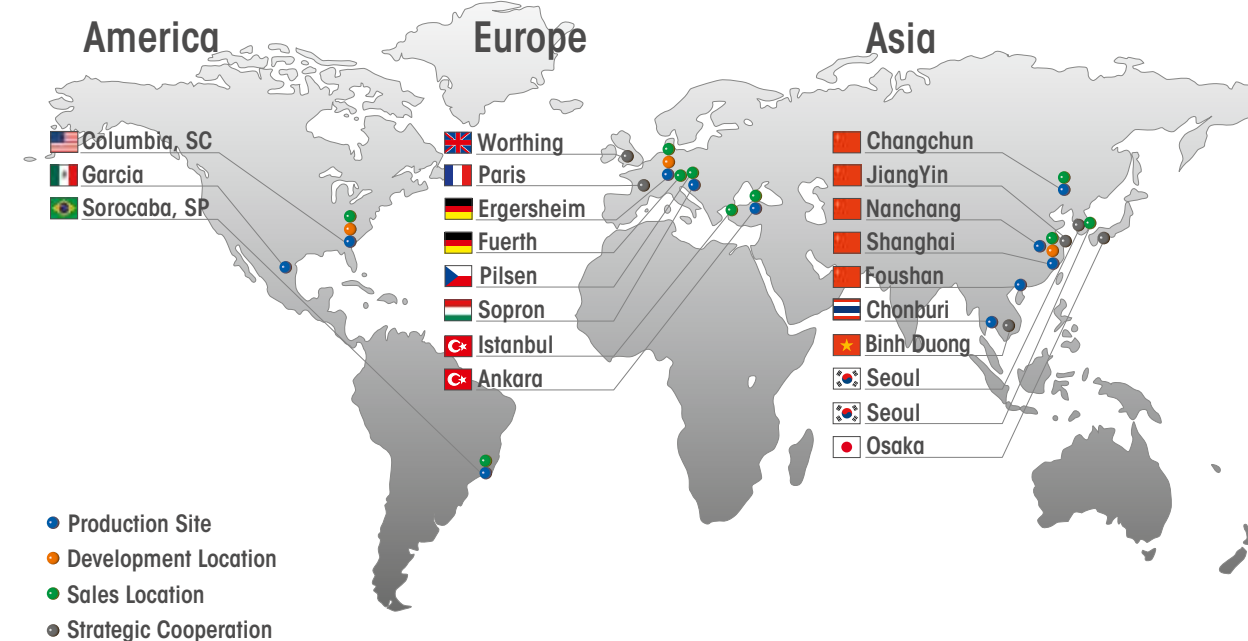 America
Columbia, SC
Garcia
Sorocaba, SP
Europe
Worthing
Paris
Ergersheim
Fuerth
Pilsen
Sopron
Istanbul
Ankara
Asia
Changchun
JiangYin
Nanchang
Shanghai
Foushan
Chonburi
Binh Duong
Seoul
Seoul
Osaka
Production Site
Development Location
Sales Location
Strategic Cooperation